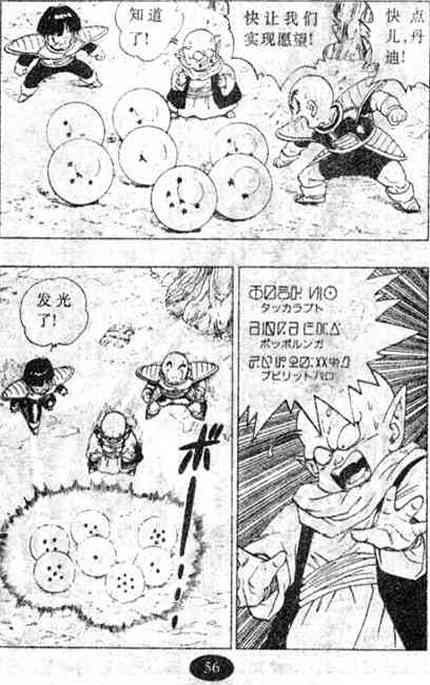 快点
儿,丹
迪!
快让我们
实现愿望!
知道
了!
タッカラプト
ポッポルンガ
プピリットパロ
发光
了!
ボ
56